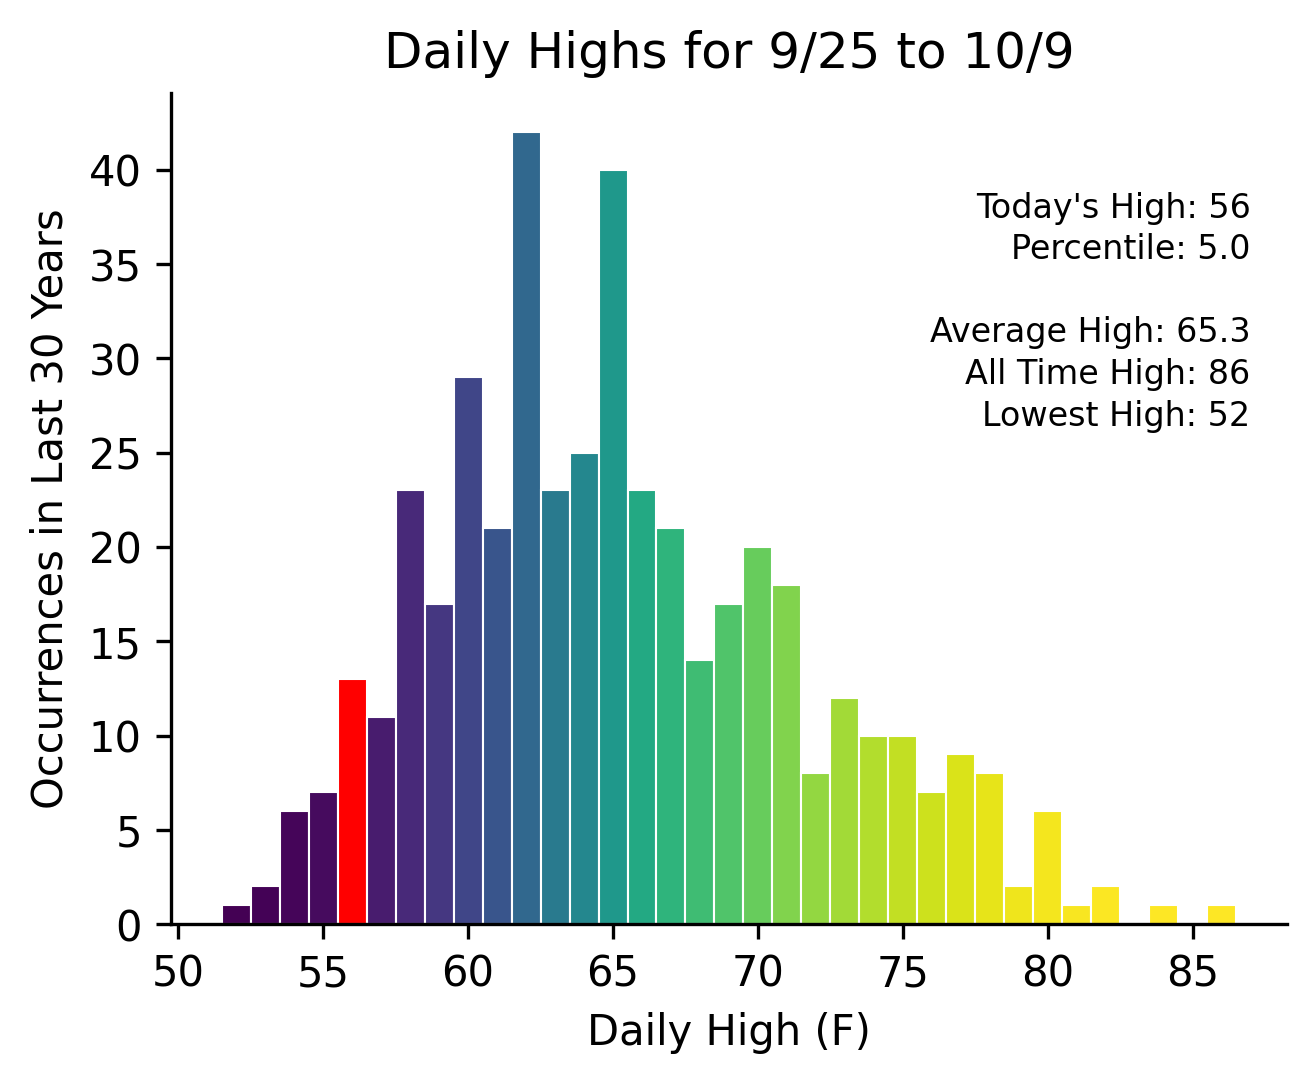 Daily Highs for 9/25 to 10/9
Today's High: 56
Percentile: 5.0
Average High: 65.3
All Time High: 86
Lowest High: 52
Occurrences in Last 30 Years
40
35
30
25
20
15
10
5
0
50 55 60 65 70 75 80 85
Daily High (F)